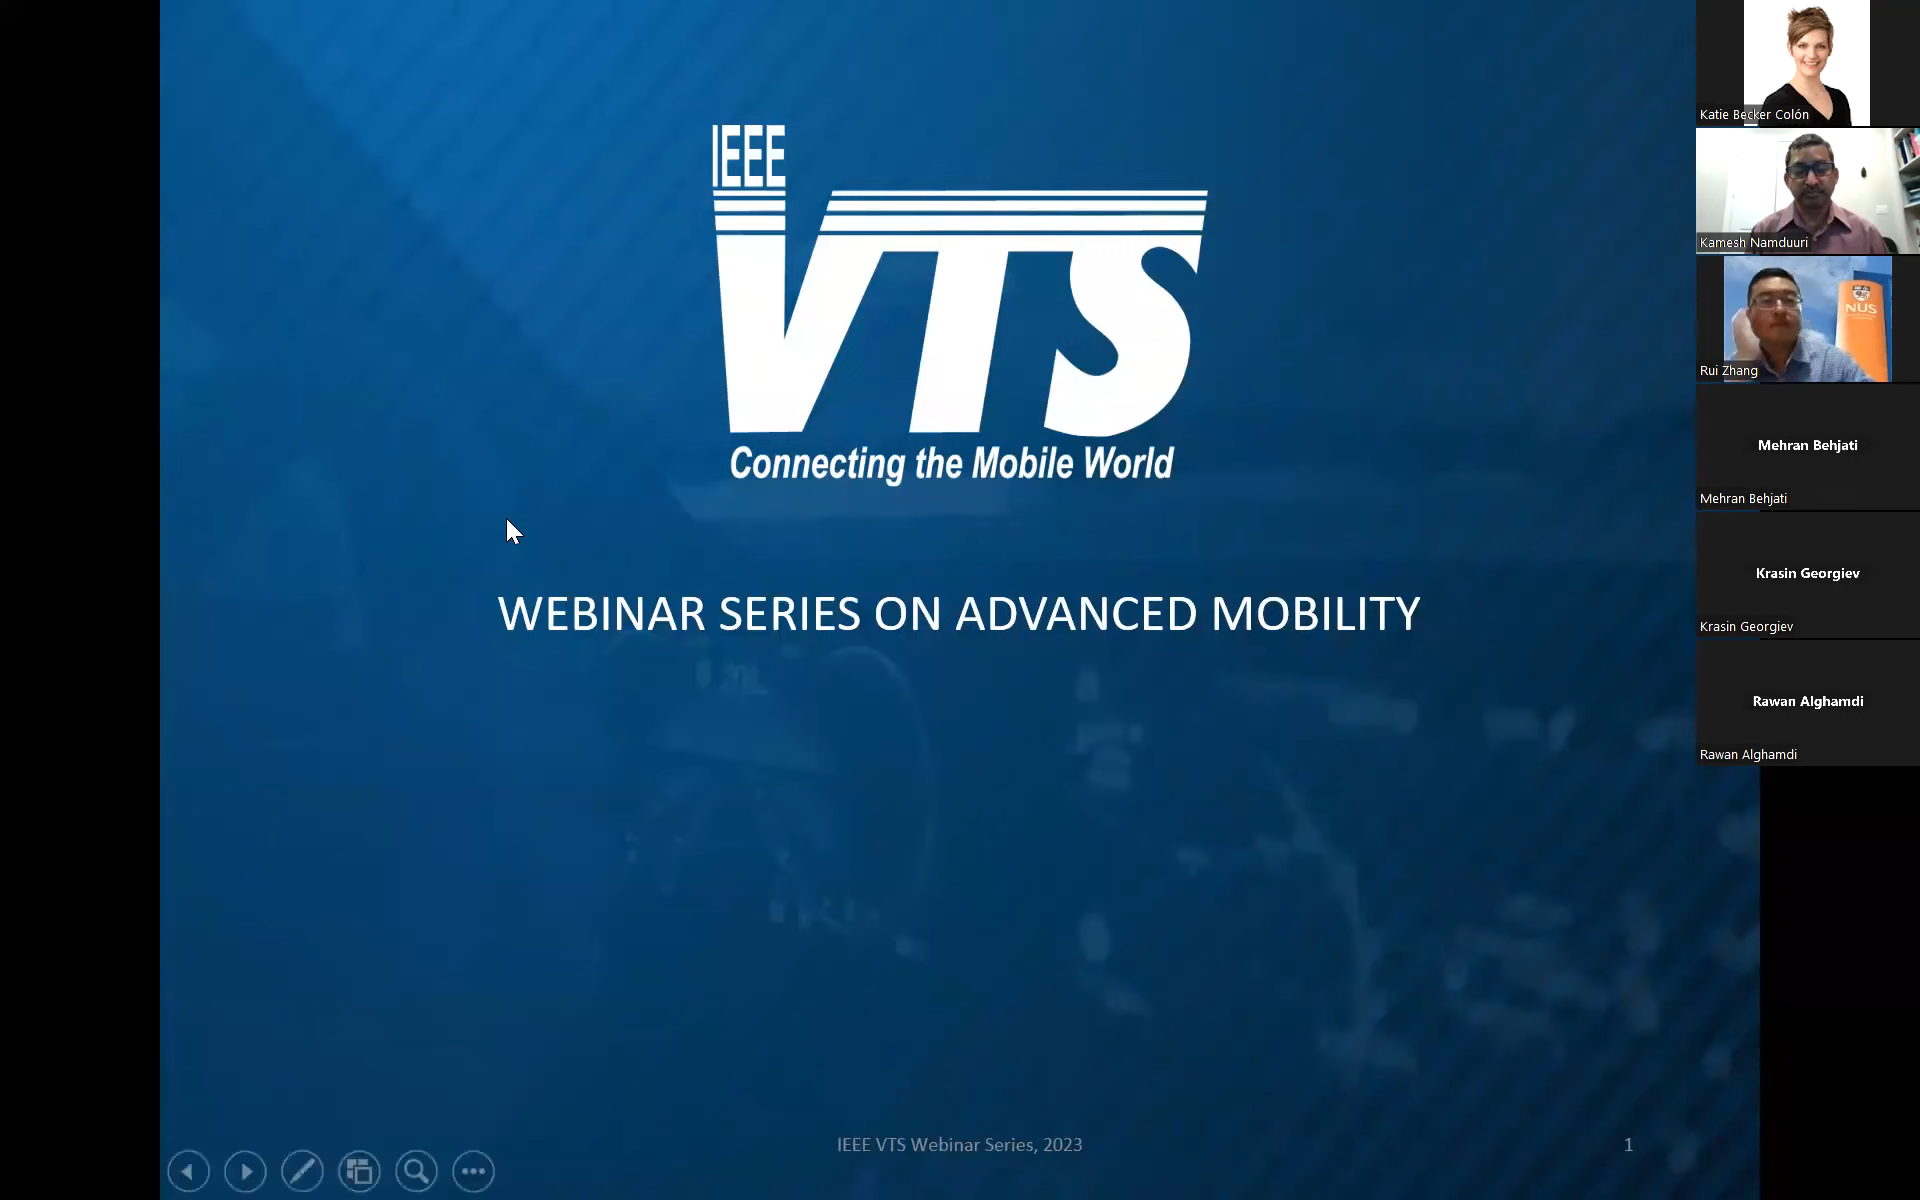 IEEE
VTS
Connecting the Mobile World
WEBINAR SERIES ON ADVANCED MOBILITY
IEEE VTS Webinar Series, 2023
1
Katie Becker Colón
Kamesh Namduuri
NUS
Rui Zhang
Mehran Behjati
Mehran Behjati
Krasin Georgiev
Krasin Georgiev
Rawan Alghamdi
Rawan Alghamdi